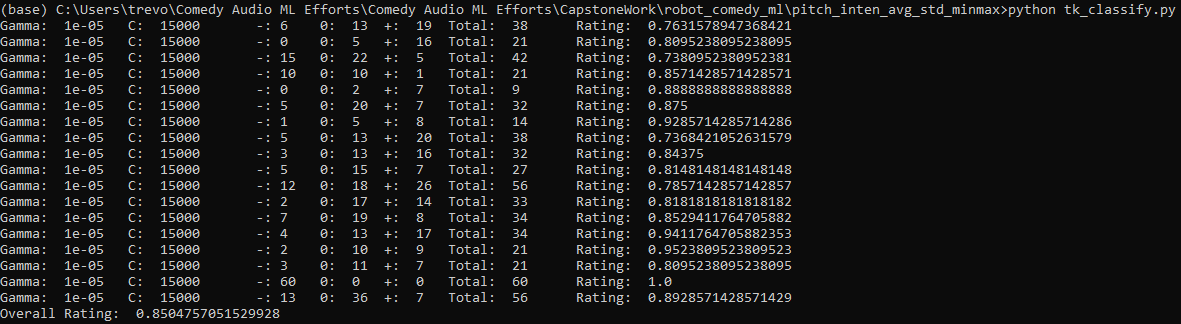 (base) C:\Users\trevo\Comedy Audio ML Efforts\Comedy Audio ML Efforts\CapstoneWork\robot_comedy_ml\pitch_inten_avg_std_minmax>python tk_classify.py
Gamma:  1e-05   C:  15000       -: 6    0:  13  +:  19  Total:  38      Rating:  0.7631578947368421
Gamma:  1e-05   C:  15000       -: 0    0:  5   +:  16  Total:  21      Rating:  0.8095238095238095
Gamma:  1e-05   C:  15000       -: 15   0:  22  +:  5   Total:  42      Rating:  0.7380952380952381
Gamma:  1e-05   C:  15000       -: 10   0:  10  +:  1   Total:  21      Rating:  0.8571428571428571
Gamma:  1e-05   C:  15000       -: 0    0:  2   +:  7   Total:  9       Rating:  0.8888888888888888
Gamma:  1e-05   C:  15000       -: 5    0:  20  +:  7   Total:  32      Rating:  0.875
Gamma:  1e-05   C:  15000       -: 1    0:  5   +:  8   Total:  14      Rating:  0.9285714285714286
Gamma:  1e-05   C:  15000       -: 5    0:  13  +:  20  Total:  38      Rating:  0.7368421052631579
Gamma:  1e-05   C:  15000       -: 3    0:  13  +:  16  Total:  32      Rating:  0.84375
Gamma:  1e-05   C:  15000       -: 5    0:  15  +:  7   Total:  27      Rating:  0.8148148148148148
Gamma:  1e-05   C:  15000       -: 12   0:  18  +:  26  Total:  56      Rating:  0.7857142857142857
Gamma:  1e-05   C:  15000       -: 2    0:  17  +:  14  Total:  33      Rating:  0.8181818181818182
Gamma:  1e-05   C:  15000       -: 7    0:  19  +:  8   Total:  34      Rating:  0.8529411764705882
Gamma:  1e-05   C:  15000       -: 4    0:  13  +:  17  Total:  34      Rating:  0.9411764705882353
Gamma:  1e-05   C:  15000       -: 2    0:  10  +:  9   Total:  21      Rating:  0.9523809523809523
Gamma:  1e-05   C:  15000       -: 3    0:  11  +:  7   Total:  21      Rating:  0.8095238095238095
Gamma:  1e-05   C:  15000       -: 60   0:  0   +:  0   Total:  60      Rating:  1.0
Gamma:  1e-05   C:  15000       -: 13   0:  36  +:  7   Total:  56      Rating:  0.8928571428571429
Overall Rating:  0.8504757051529928